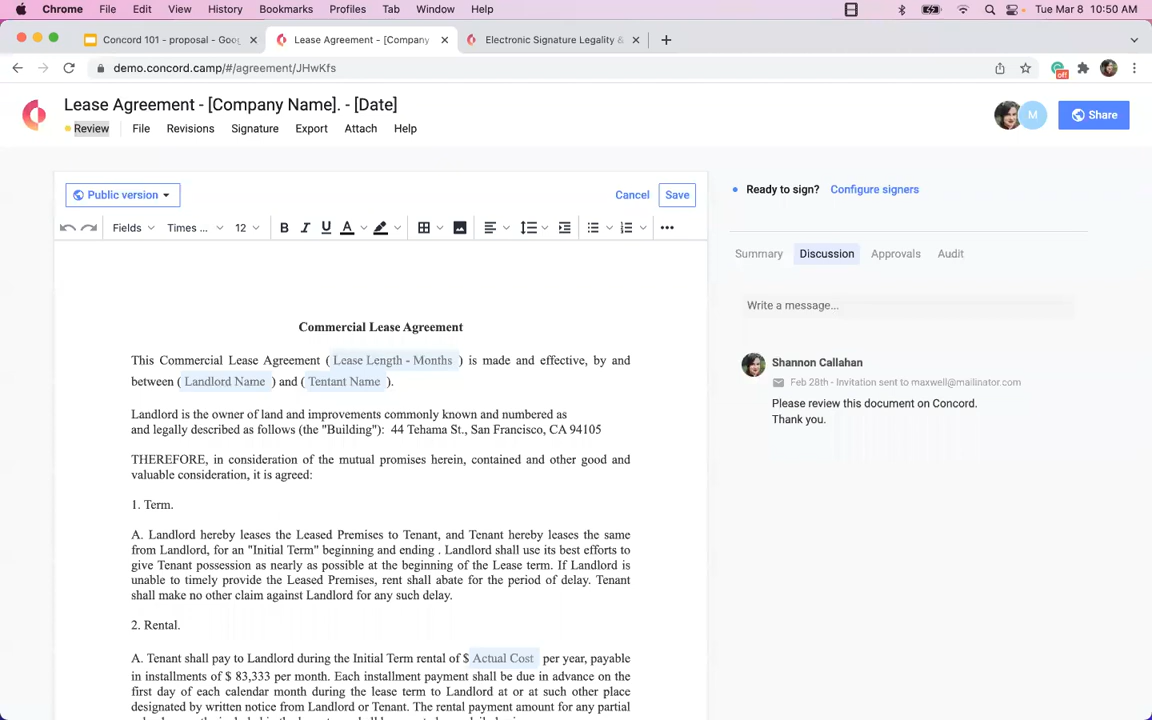 Chrome File Edit View History Bookmarks Profiles Tab Window Help Tue Mar 8 10:50 AM
Concord 101 - proposal - Goo Lease Agreement - [Company Electronic Signature Legality &
demo.concord.camp/#/agreement/JHwKfs off
Lease Agreement - [Company Name]. - [Date]
Review File Revisions Signature Export Attach Help
M Share
Public version Cancel Save
Ready to sign? Configure signers
Fields Times ... 12 B I U A
Summary Discussion Approvals Audit
Write a message...
Shannon Callahan
Feb 28th - Invitation sent to maxwell@mailinator.com
Please review this document on Concord.
Thank you.
Commercial Lease Agreement
This Commercial Lease Agreement ( Lease Length - Months ) is made and effective, by and
between ( Landlord Name ) and ( Tentant Name ).
Landlord is the owner of land and improvements commonly known and numbered as
and legally described as follows (the "Building"): 44 Tehama St., San Francisco, CA 94105
THEREFORE, in consideration of the mutual promises herein, contained and other good and
valuable consideration, it is agreed:
1. Term.
A. Landlord hereby leases the Leased Premises to Tenant, and Tenant hereby leases the same
from Landlord, for an "Initial Term" beginning and ending . Landlord shall use its best efforts to
give Tenant possession as nearly as possible at the beginning of the Lease term. If Landlord is
unable to timely provide the Leased Premises, rent shall abate for the period of delay. Tenant
shall make no other claim against Landlord for any such delay.
2. Rental.
A. Tenant shall pay to Landlord during the Initial Term rental of $ Actual Cost per year, payable
in installments of $ 83,333 per month. Each installment payment shall be due in advance on the
first day of each calendar month during the lease term to Landlord at or at such other place
designated by written notice from Landlord or Tenant. The rental payment amount for any partial